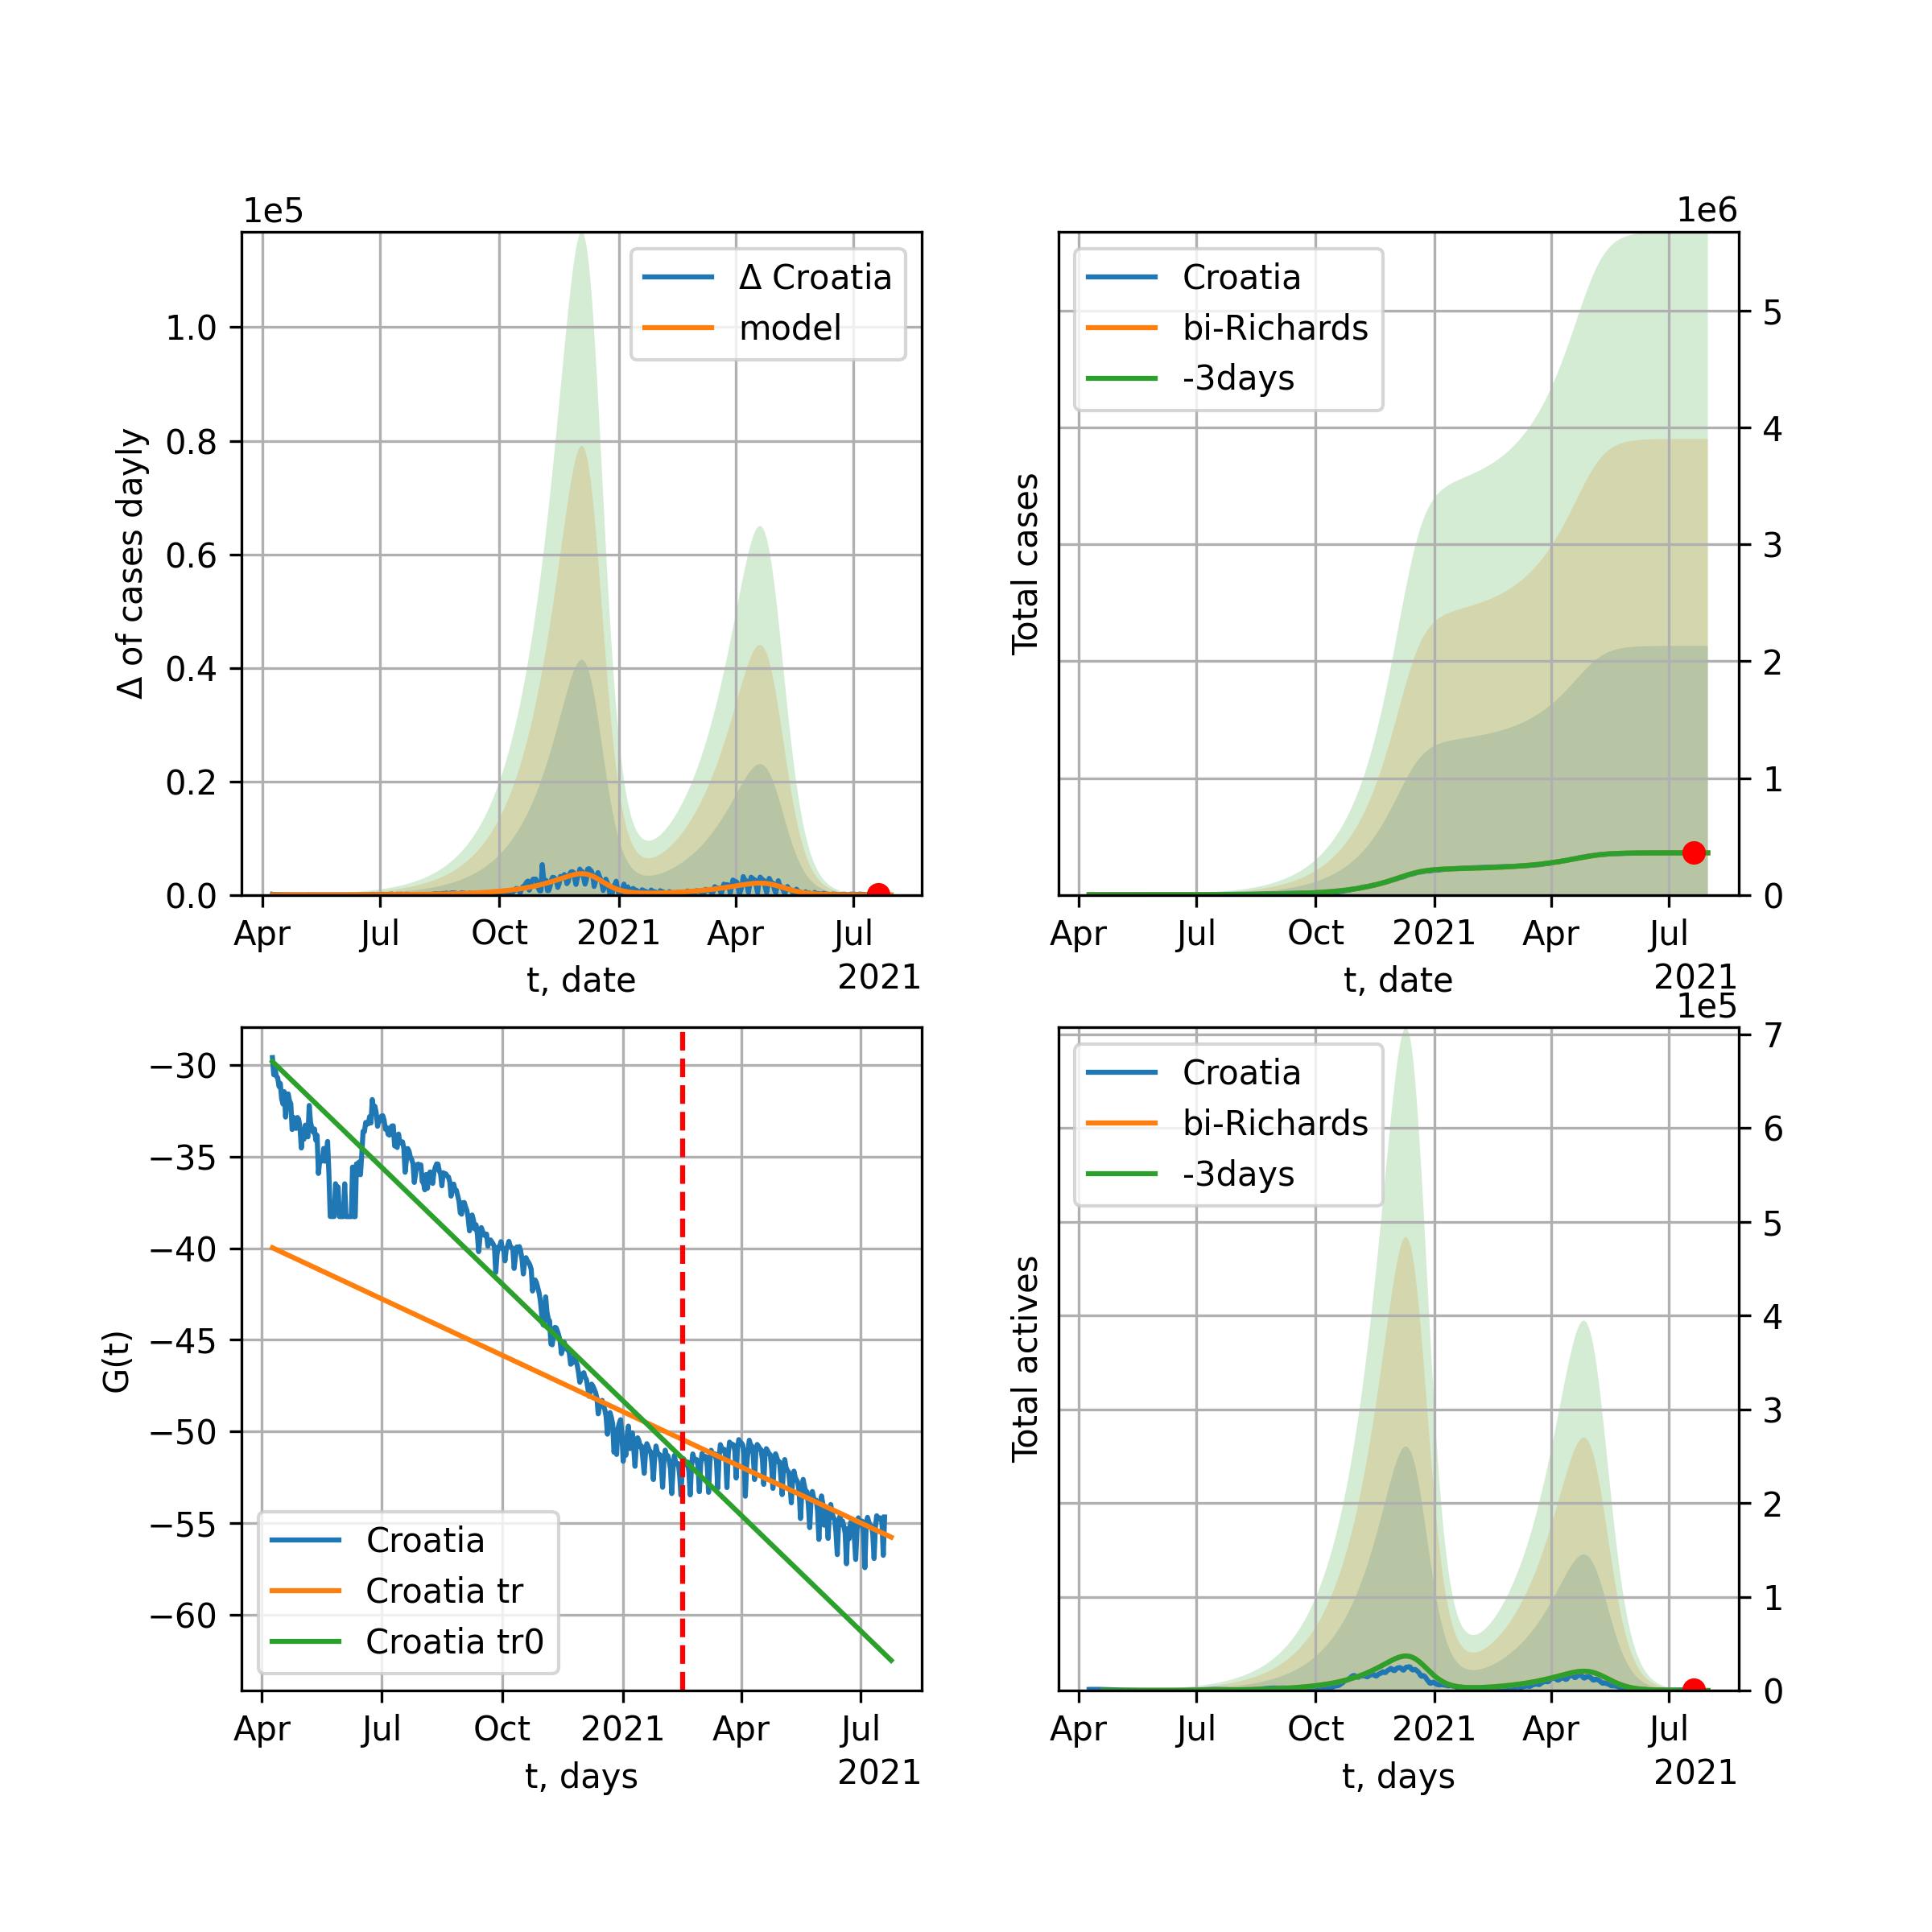 1e5
Δ of cases dayly
1.0
0.8
0.6
0.4
0.2
0.0
Δ Croatia
model
Apr Jul Oct 2021 Apr Jul
t, date
2021
1e6
Total cases
Croatia
bi-Richards
-3days
5
4
3
2
1
0
Apr Jul Oct 2021 Apr Jul
t, date
2021
G(t)
−30
−35
−40
−45
−50
−55
−60
Croatia
Croatia tr
Croatia tr0
Apr Jul Oct 2021 Apr Jul
t, days
2021
1e5
Total actives
Croatia
bi-Richards
-3days
7
6
5
4
3
2
1
0
Apr Jul Oct 2021 Apr Jul
t, days
2021